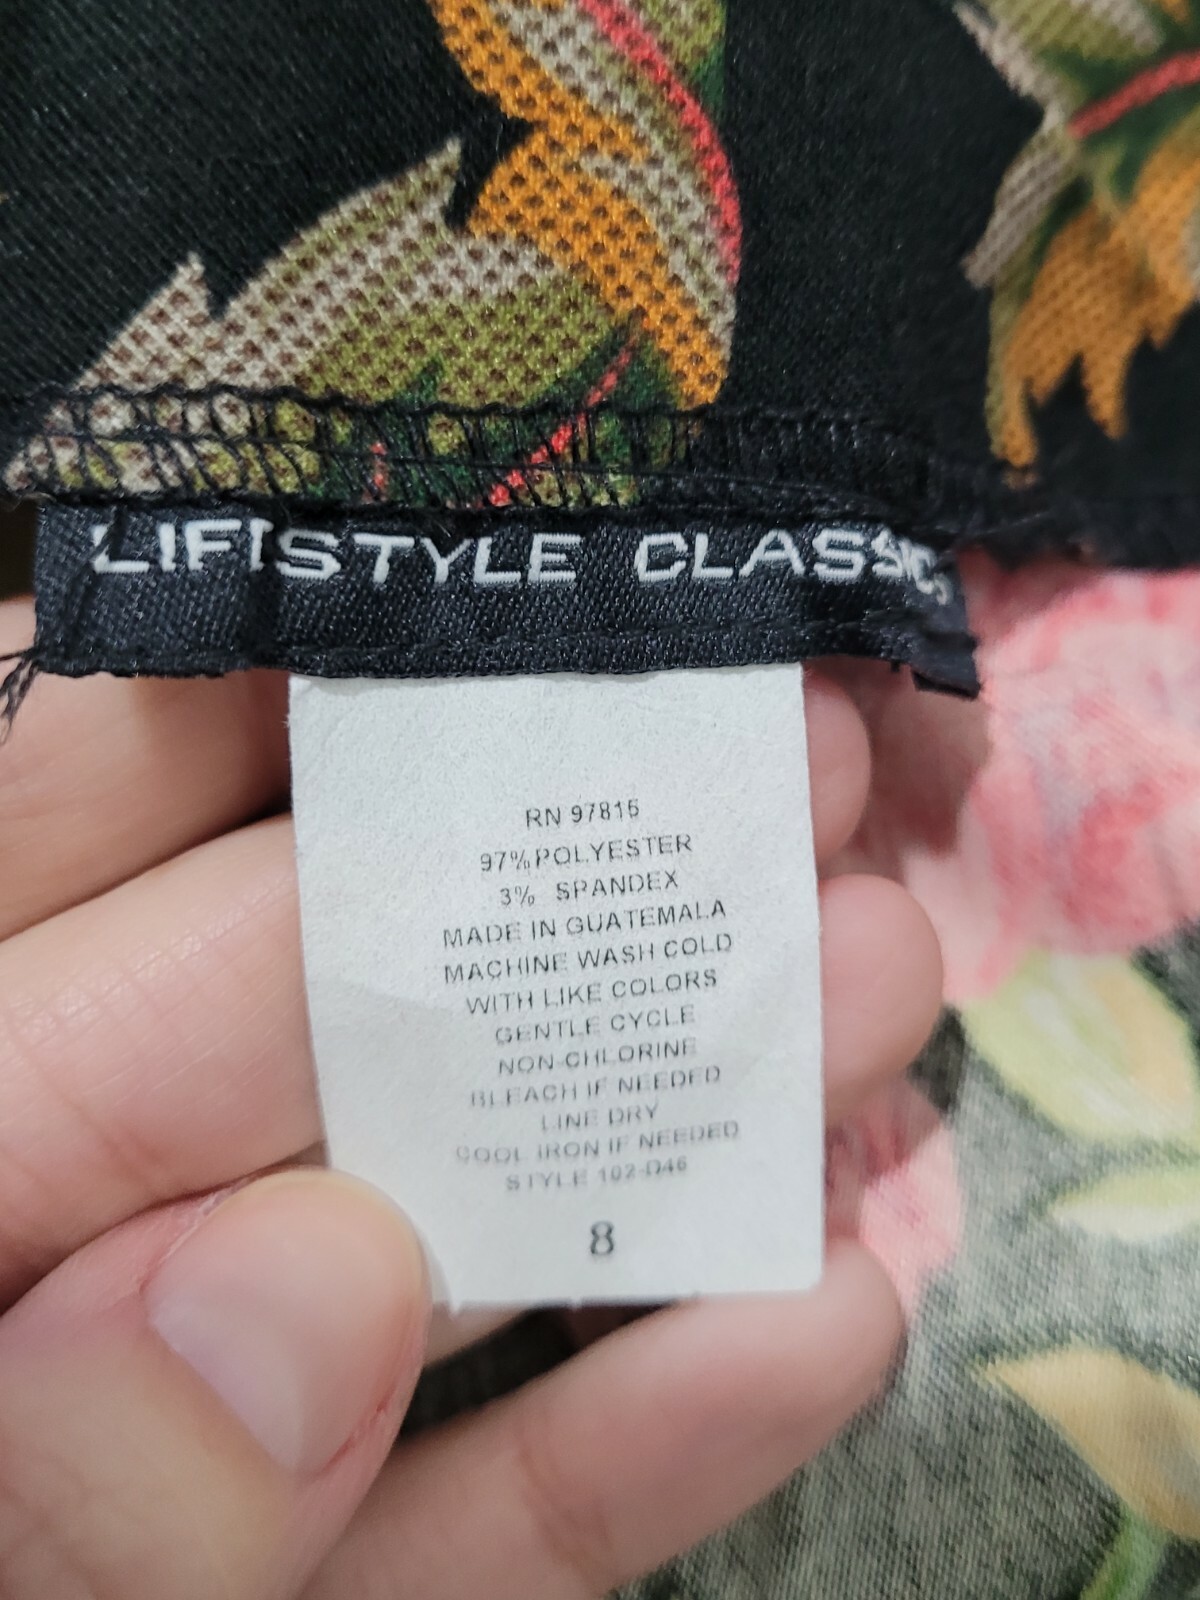 LIFESTYLE CLASSICS
RN 97816
97% POLYESTER
3% SPANDEX
MADE IN GUATEMALA
MACHINE WASH COLD
WITH LIKE COLORS
GENTLE CYCLE
NON-CHLORINE
BLEACH IF NEEDED
LINE DRY
COOL IRON IF NEEDED
STYLE 102-D46
8